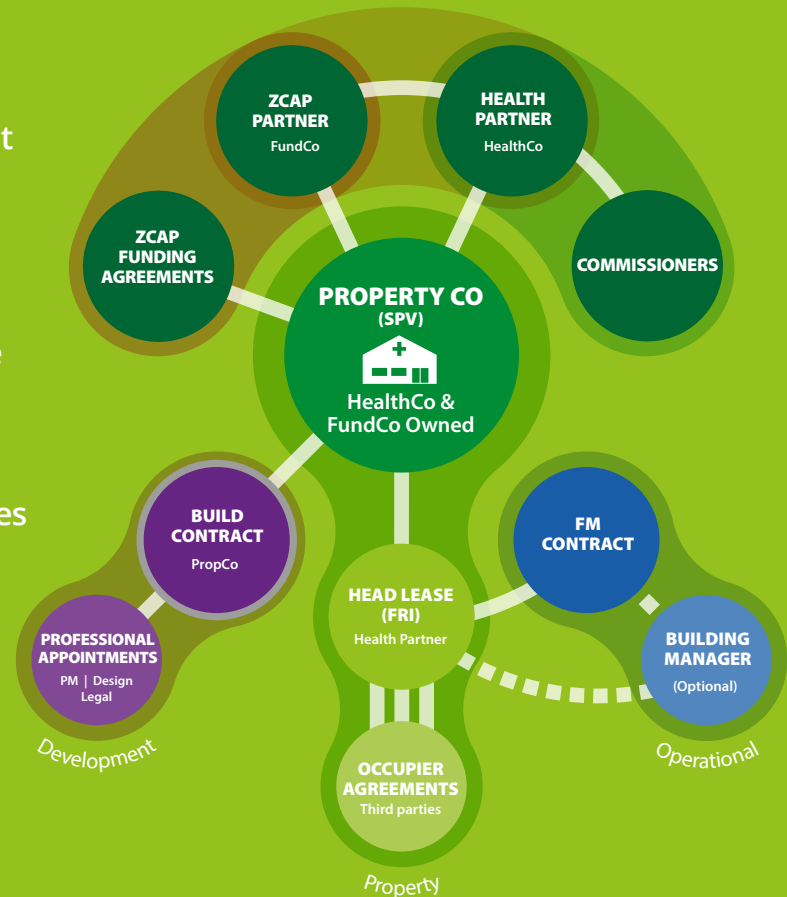 t
e
es
ZCAP
PARTNER
FundCo
HEALTH
PARTNER
HealthCo
ZCAP
FUNDING
AGREEMENTS
COMMISSIONERS
PROPERTY CO
(SPV)
HealthCo &
FundCo Owned
BUILD
CONTRACT
PropCo
FM
CONTRACT
HEAD LEASE
(FRI)
Health Partner
PROFESSIONAL
APPOINTMENTS
PM | Design
Legal
BUILDING
MANAGER
(Optional)
Development
Operational
OCCUPIER
AGREEMENTS
Third parties
Property